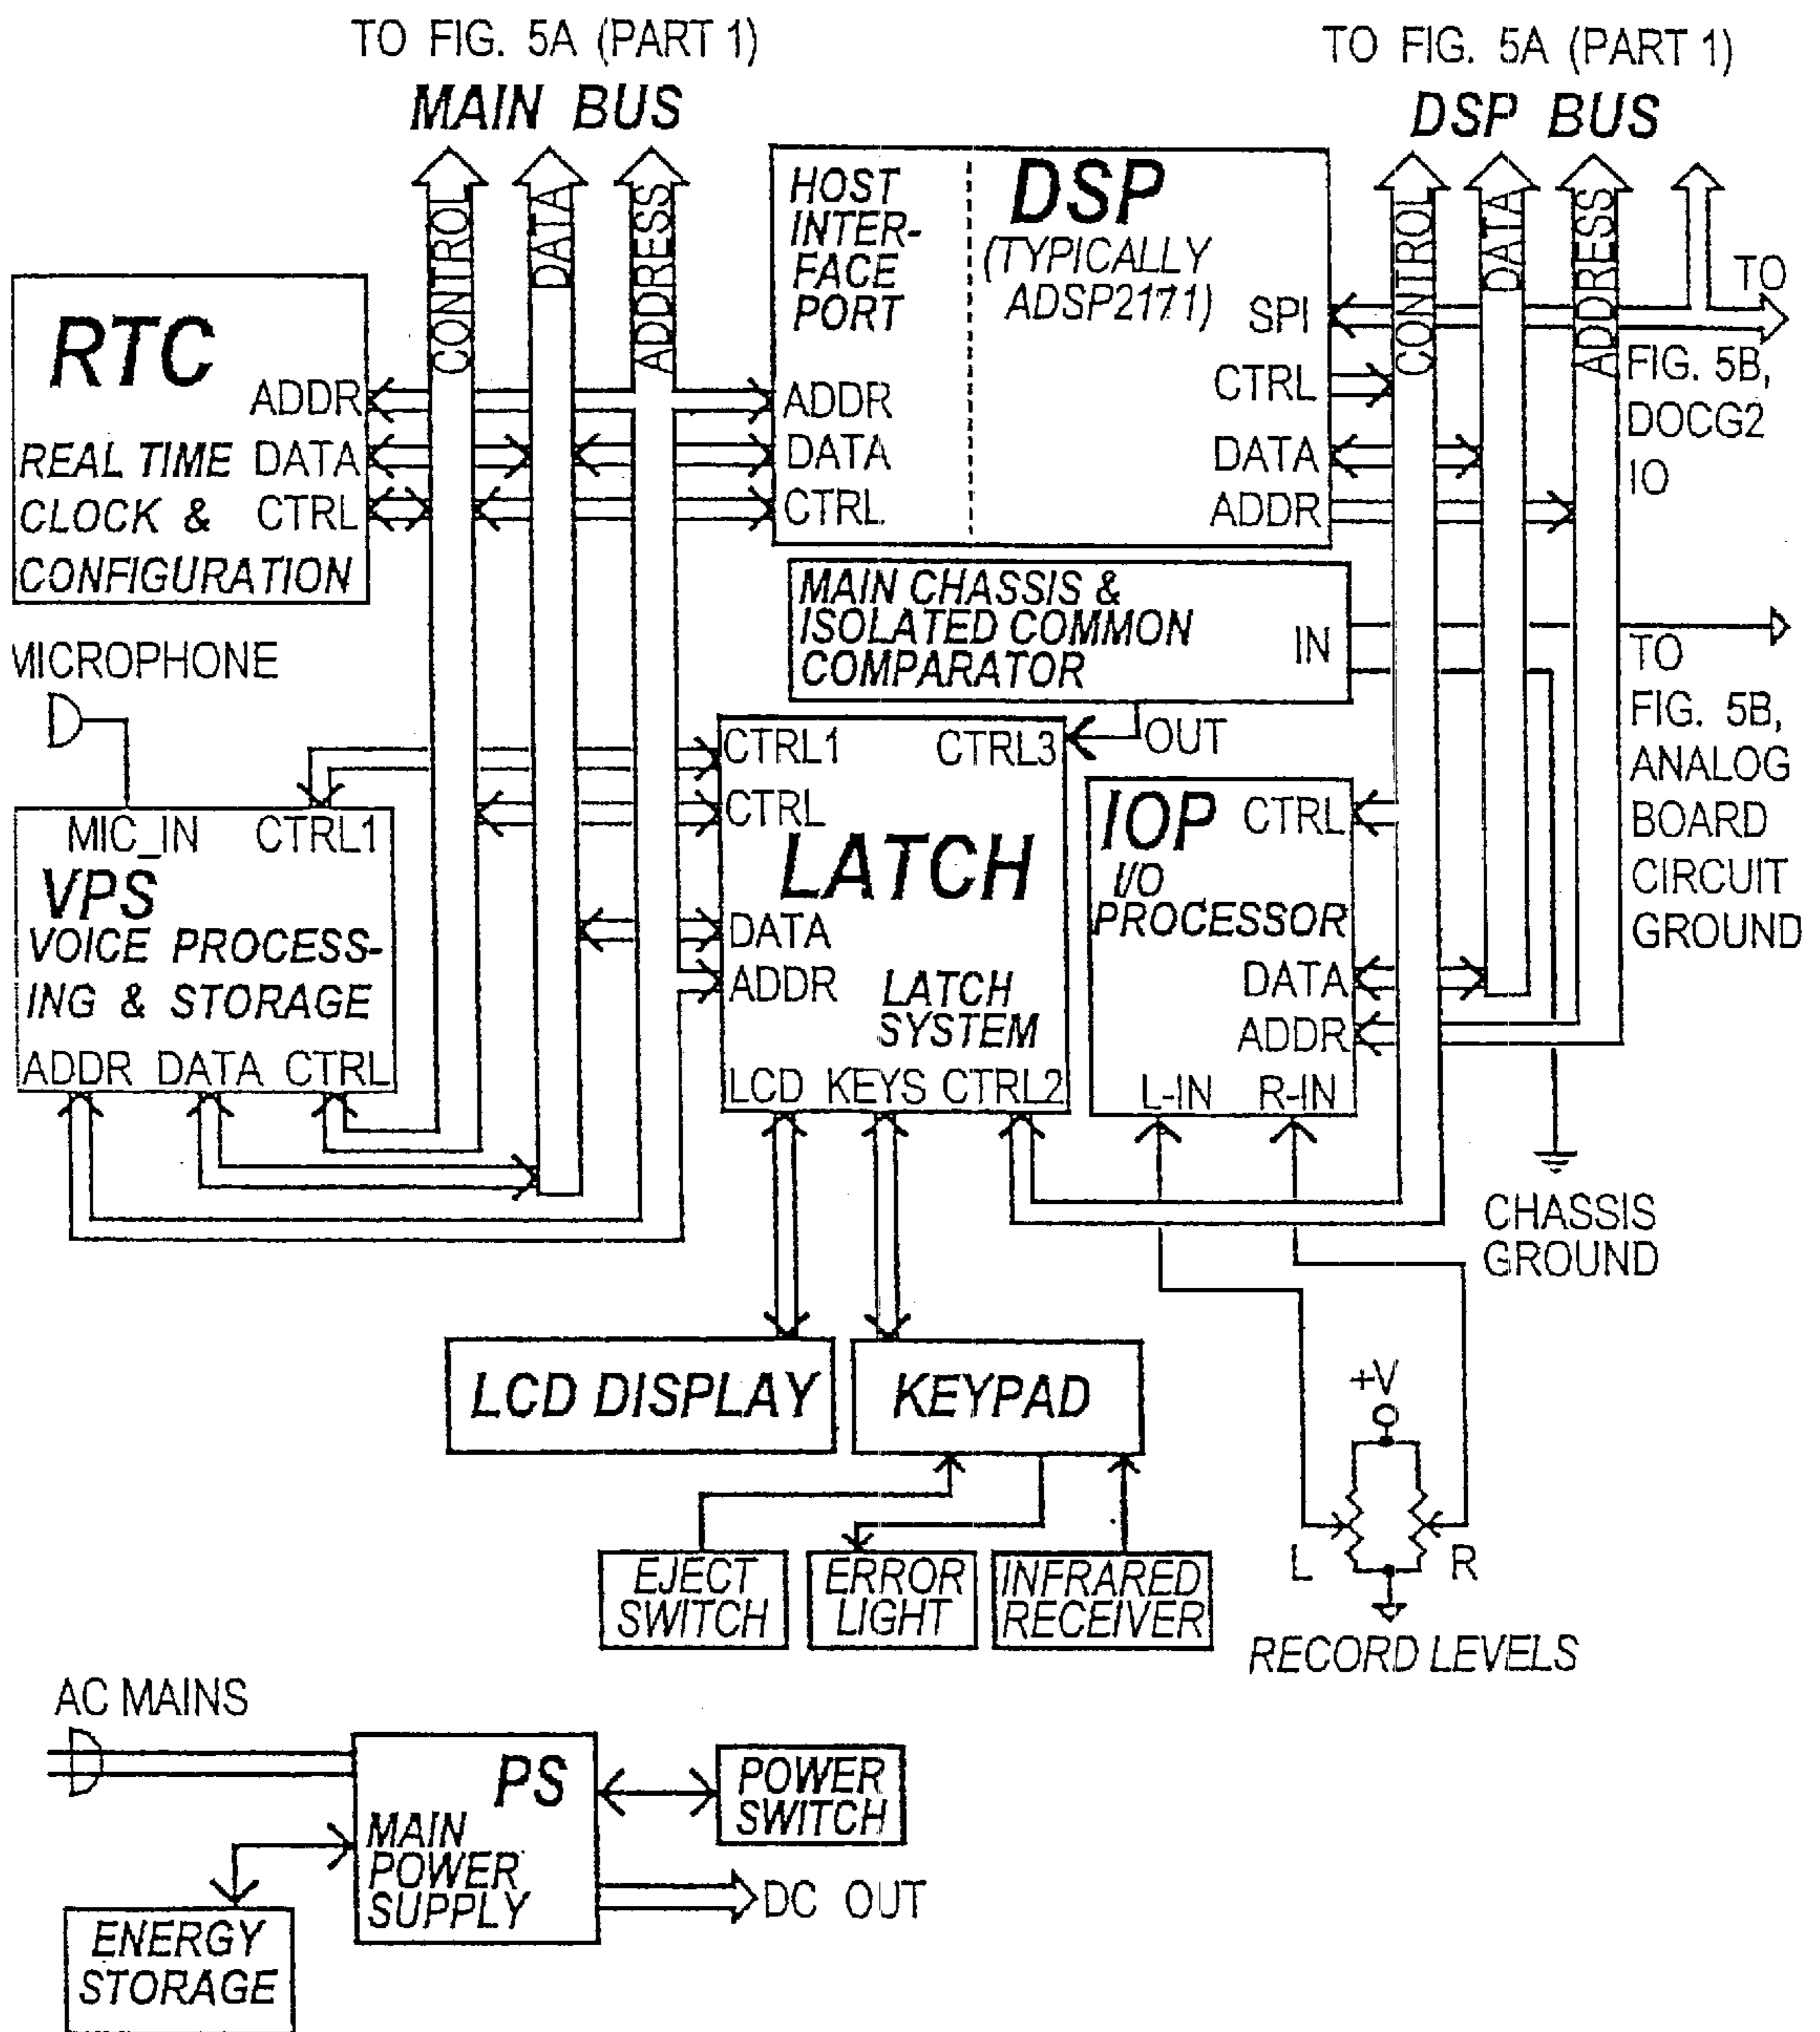 TO FIG. 5A (PART 1)
MAIN BUS
TO FIG. 5A (PART 1)
DSP BUS
CONTROL
DATA
ADDRESS
HOST
INTER-
FACE
PORT
DSP
(TYPICALLY
ADSP2171)
SPI
CTRL
DATA
ADDR
ADDR
DATA
CTRL
CONTROL
DATA
ADDRESS
TO
FIG. 5B,
DOCG2
IO
RTC
ADDR
REAL TIME DATA
CLOCK & CTRL
CONFIGURATION
MAIN CHASSIS &
ISOLATED COMMON
COMPARATOR
IN
OUT
TO
FIG. 5B,
ANALOG
BOARD
CIRCUIT
GROUND
MICROPHONE
MIC_IN CTRL1
VPS
VOICE PROCESS-
ING & STORAGE
ADDR DATA CTRL
CTRL1 CTRL3
CTRL
LATCH
DATA
ADDR
LATCH
SYSTEM
LCD KEYS CTRL2
IOP CTRL
I/O
PROCESSOR
DATA
ADDR
L-IN R-IN
CHASSIS
GROUND
LCD DISPLAY
KEYPAD
EJECT
SWITCH
ERROR
LIGHT
INFRARED
RECEIVER
+V
L R
RECORD LEVELS
AC MAINS
PS
MAIN
POWER
SUPPLY
POWER
SWITCH
DC OUT
ENERGY
STORAGE